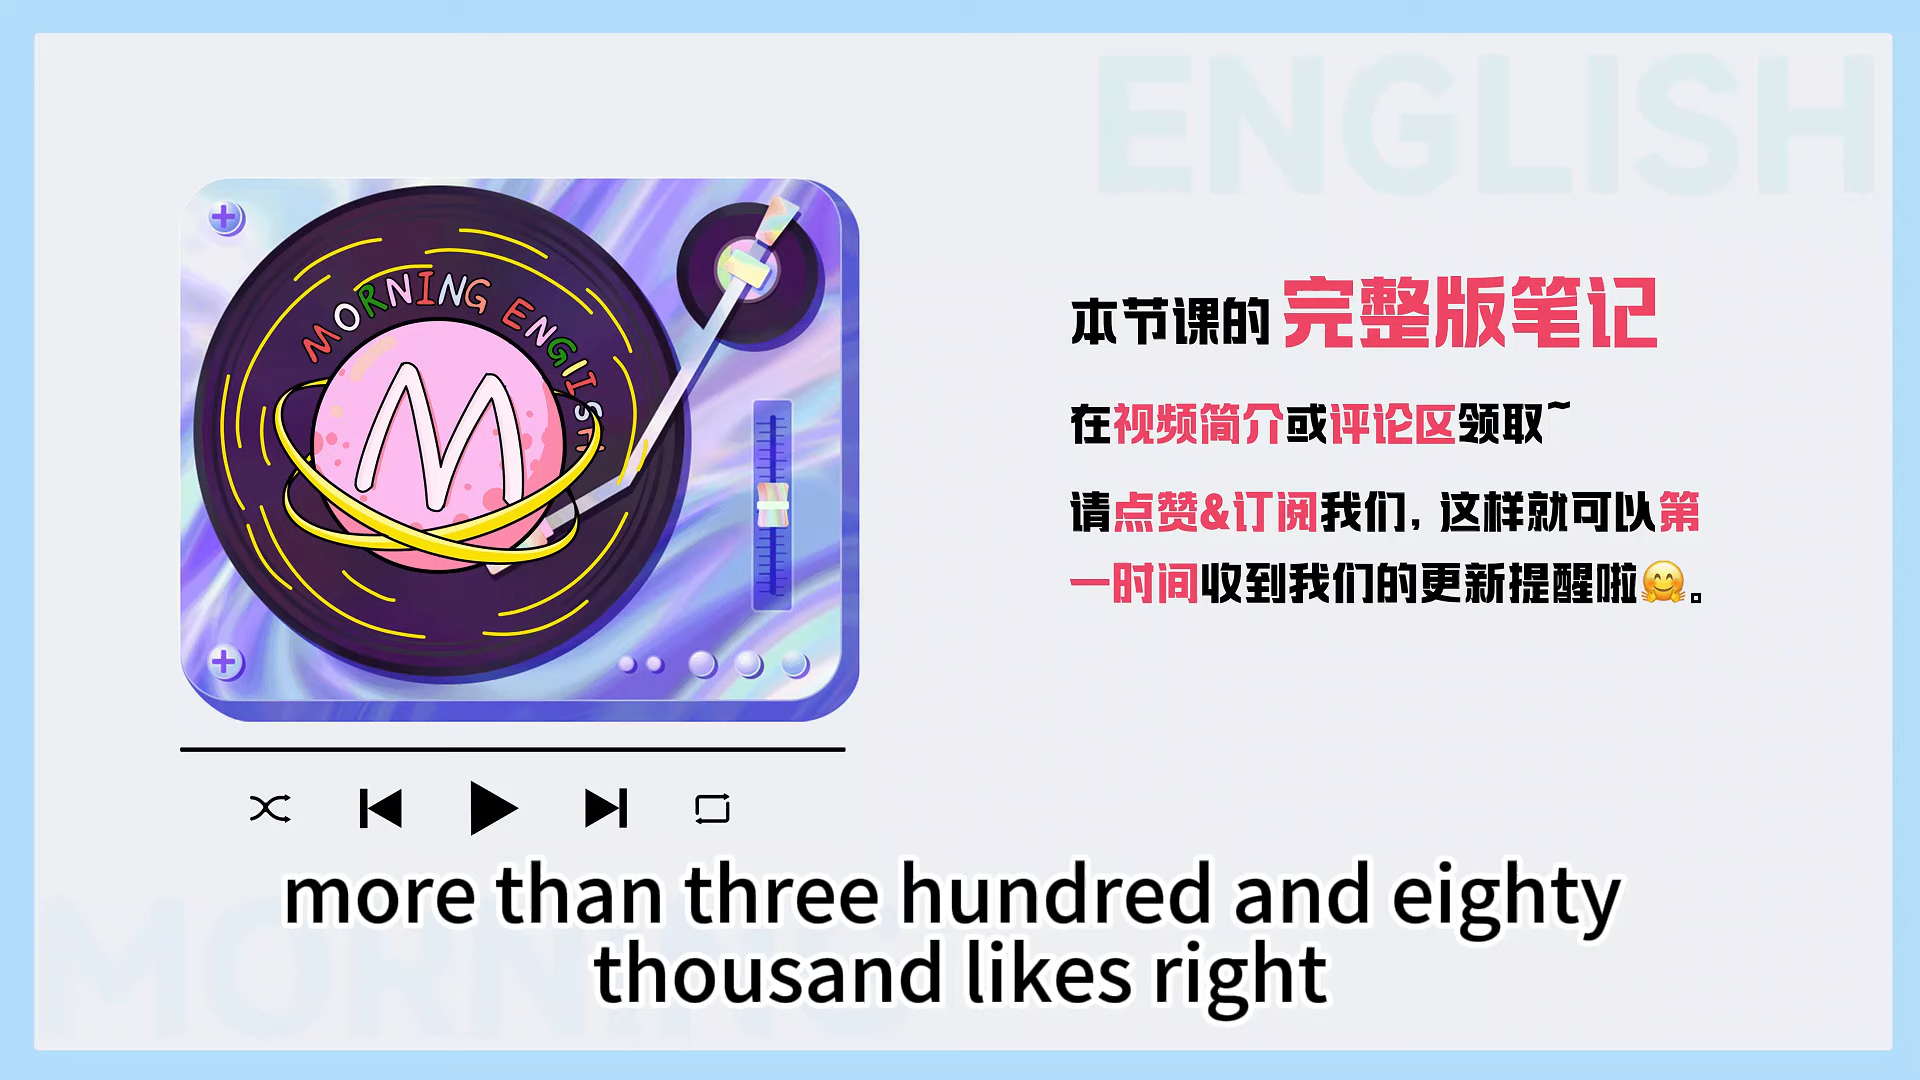 ENGLISH
MORNING ENGLISH
M
本节课的完整版笔记
在视频简介或评论区领取~
请点赞&订阅我们，这样就可以第
一时间收到我们的更新提醒啦🤗。
MORNING
more than three hundred and eighty
thousand likes right